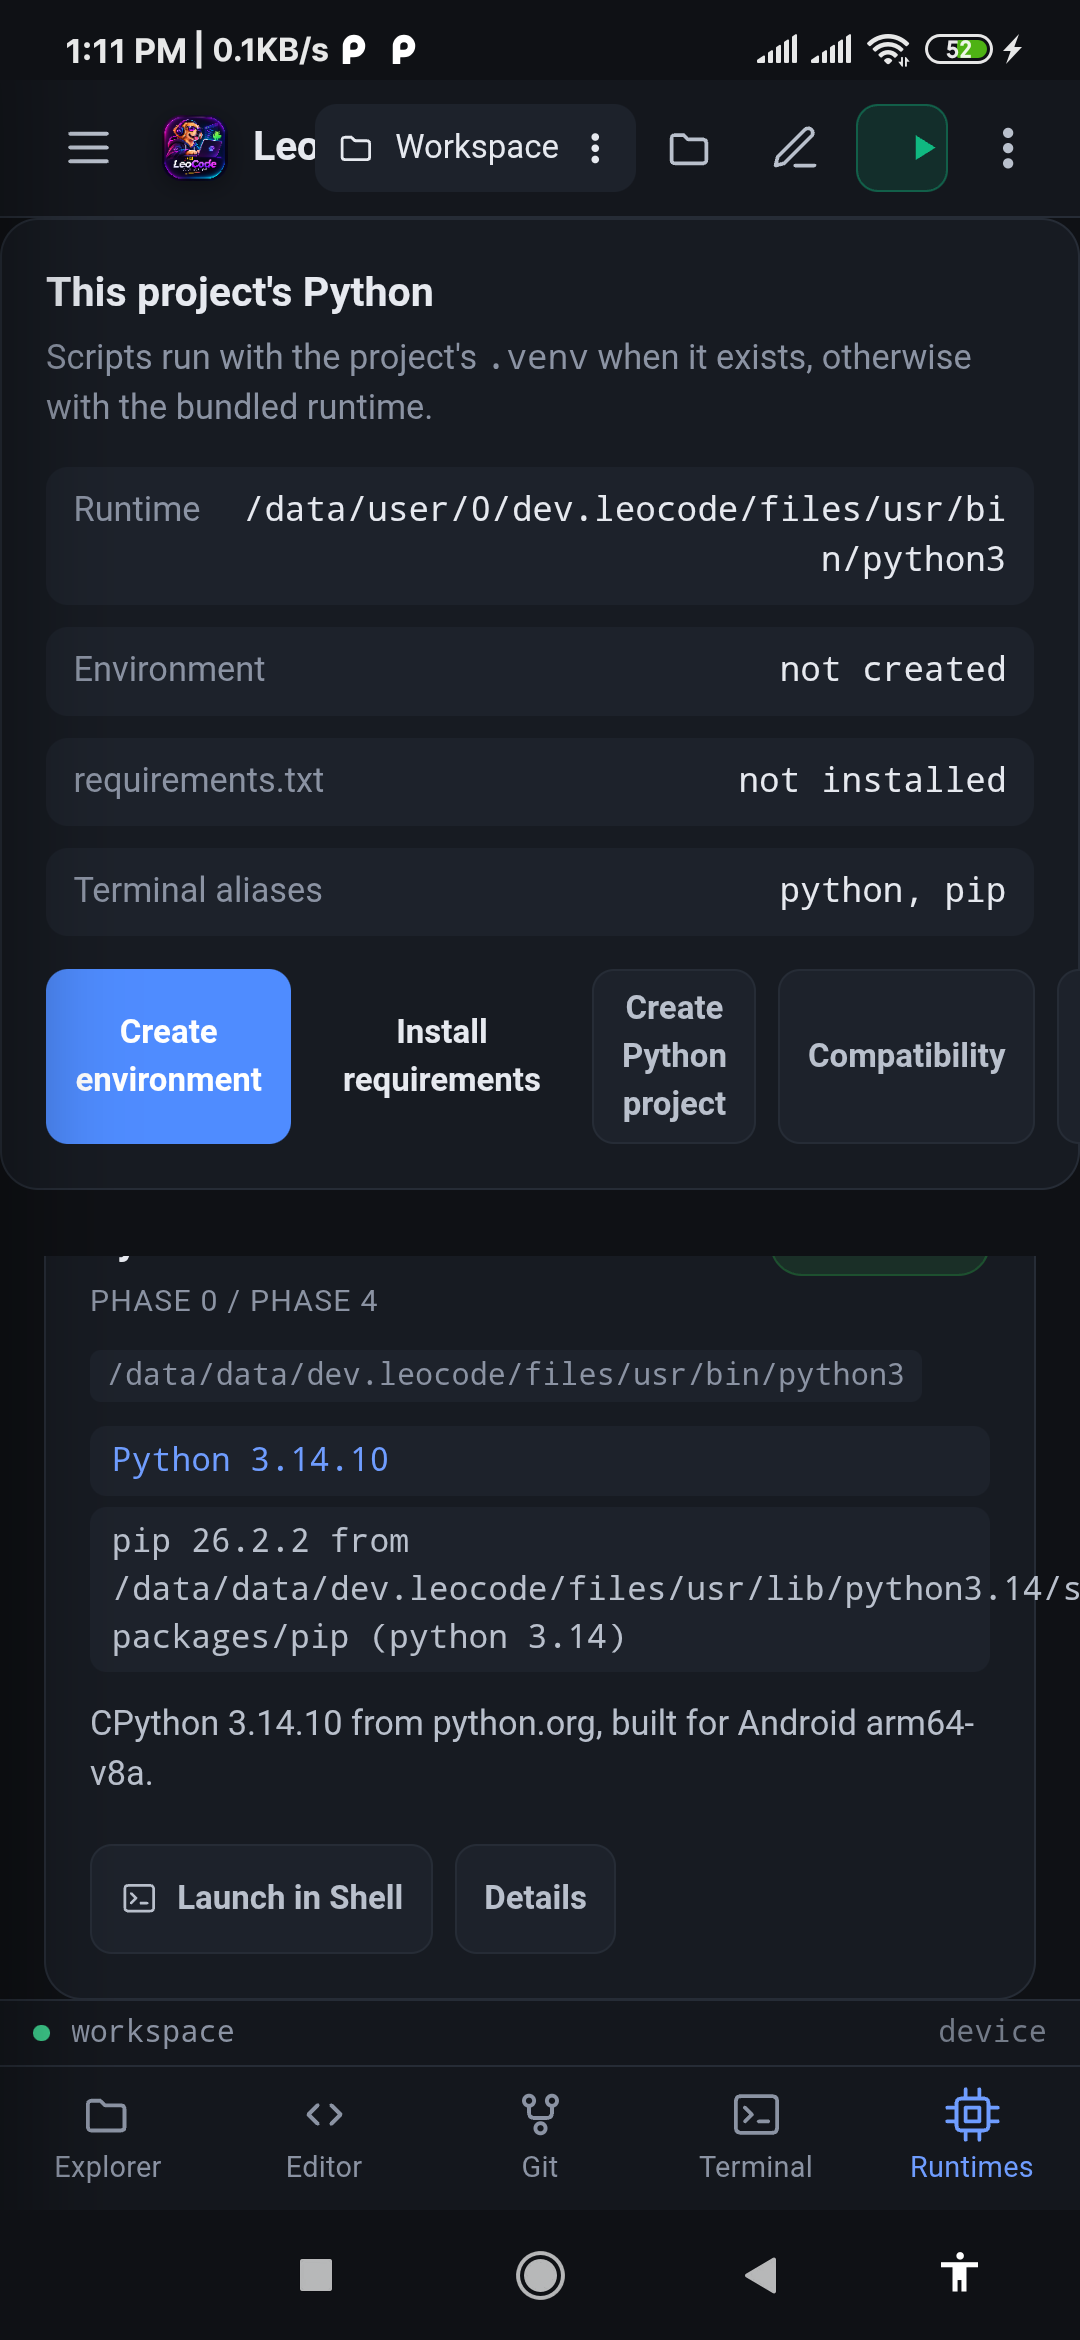 1:11 PM | 0.1KB/s
52
LeoCode
Leo
Workspace
This project's Python
Scripts run with the project's .venv when it exists, otherwise
with the bundled runtime.
Runtime
/data/user/0/dev.leocode/files/usr/bi
n/python3
Environment
not created
requirements.txt
not installed
Terminal aliases
python, pip
Create
environment
Install
requirements
Create
Python
project
Compatibility
PHASE 0 / PHASE 4
/data/data/dev.leocode/files/usr/bin/python3
Python 3.14.10
pip 26.2.2 from
/data/data/dev.leocode/files/usr/lib/python3.14/s
packages/pip (python 3.14)
CPython 3.14.10 from python.org, built for Android arm64-
v8a.
Launch in Shell
Details
workspace
device
Explorer
Editor
Git
Terminal
Runtimes